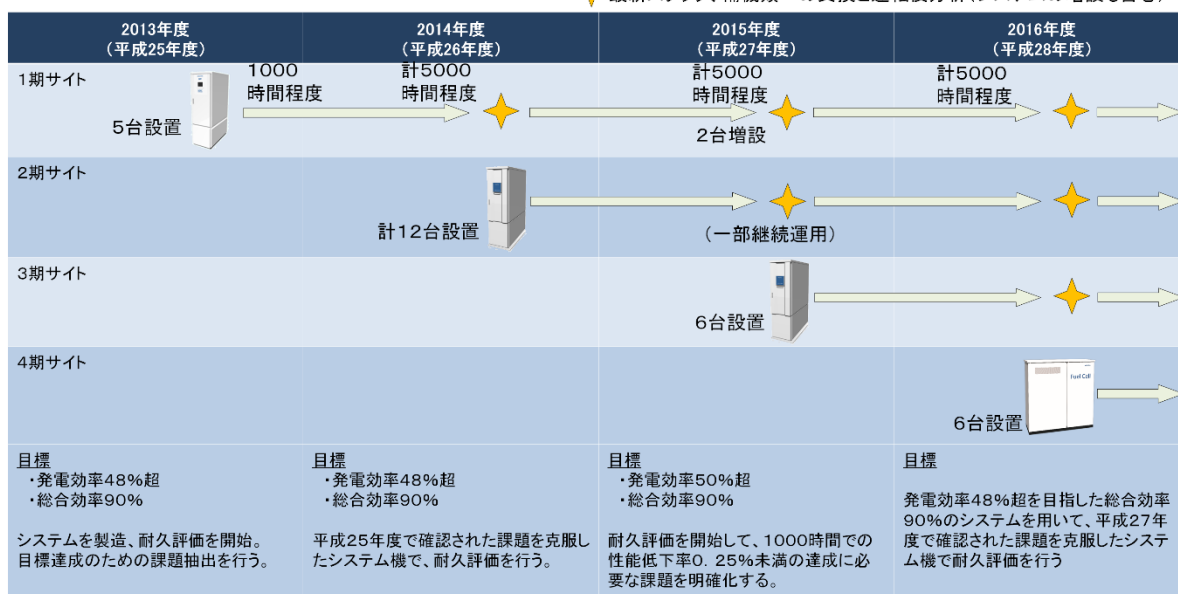 2013年度
(平成25年度)
2014年度
(平成26年度)
2015年度
(平成27年度)
2016年度
(平成28年度)
1期サイト
1000
時間程度
計5000
時間程度
計5000
時間程度
計5000
時間程度
5台設置
2台増設
2期サイト
計12台設置
(一部継続運用)
3期サイト
6台設置
4期サイト
Fuel Cell
6台設置
目標
・発電効率48%超
・総合効率90%
システムを製造、耐久評価を開始。
目標達成のための課題抽出を行う。
目標
・発電効率48%超
・総合効率90%
平成25年度で確認された課題を克服し
たシステム機で、耐久評価を行う。
目標
・発電効率50%超
・総合効率90%
耐久評価を開始して、1000時間での
性能低下率0.25%未満の達成に必
要な課題を明確化する。
目標
発電効率48%超を目指した総合効率
90%のシステムを用いて、平成27年
度で確認された課題を克服したシステ
ム機で耐久評価を行う